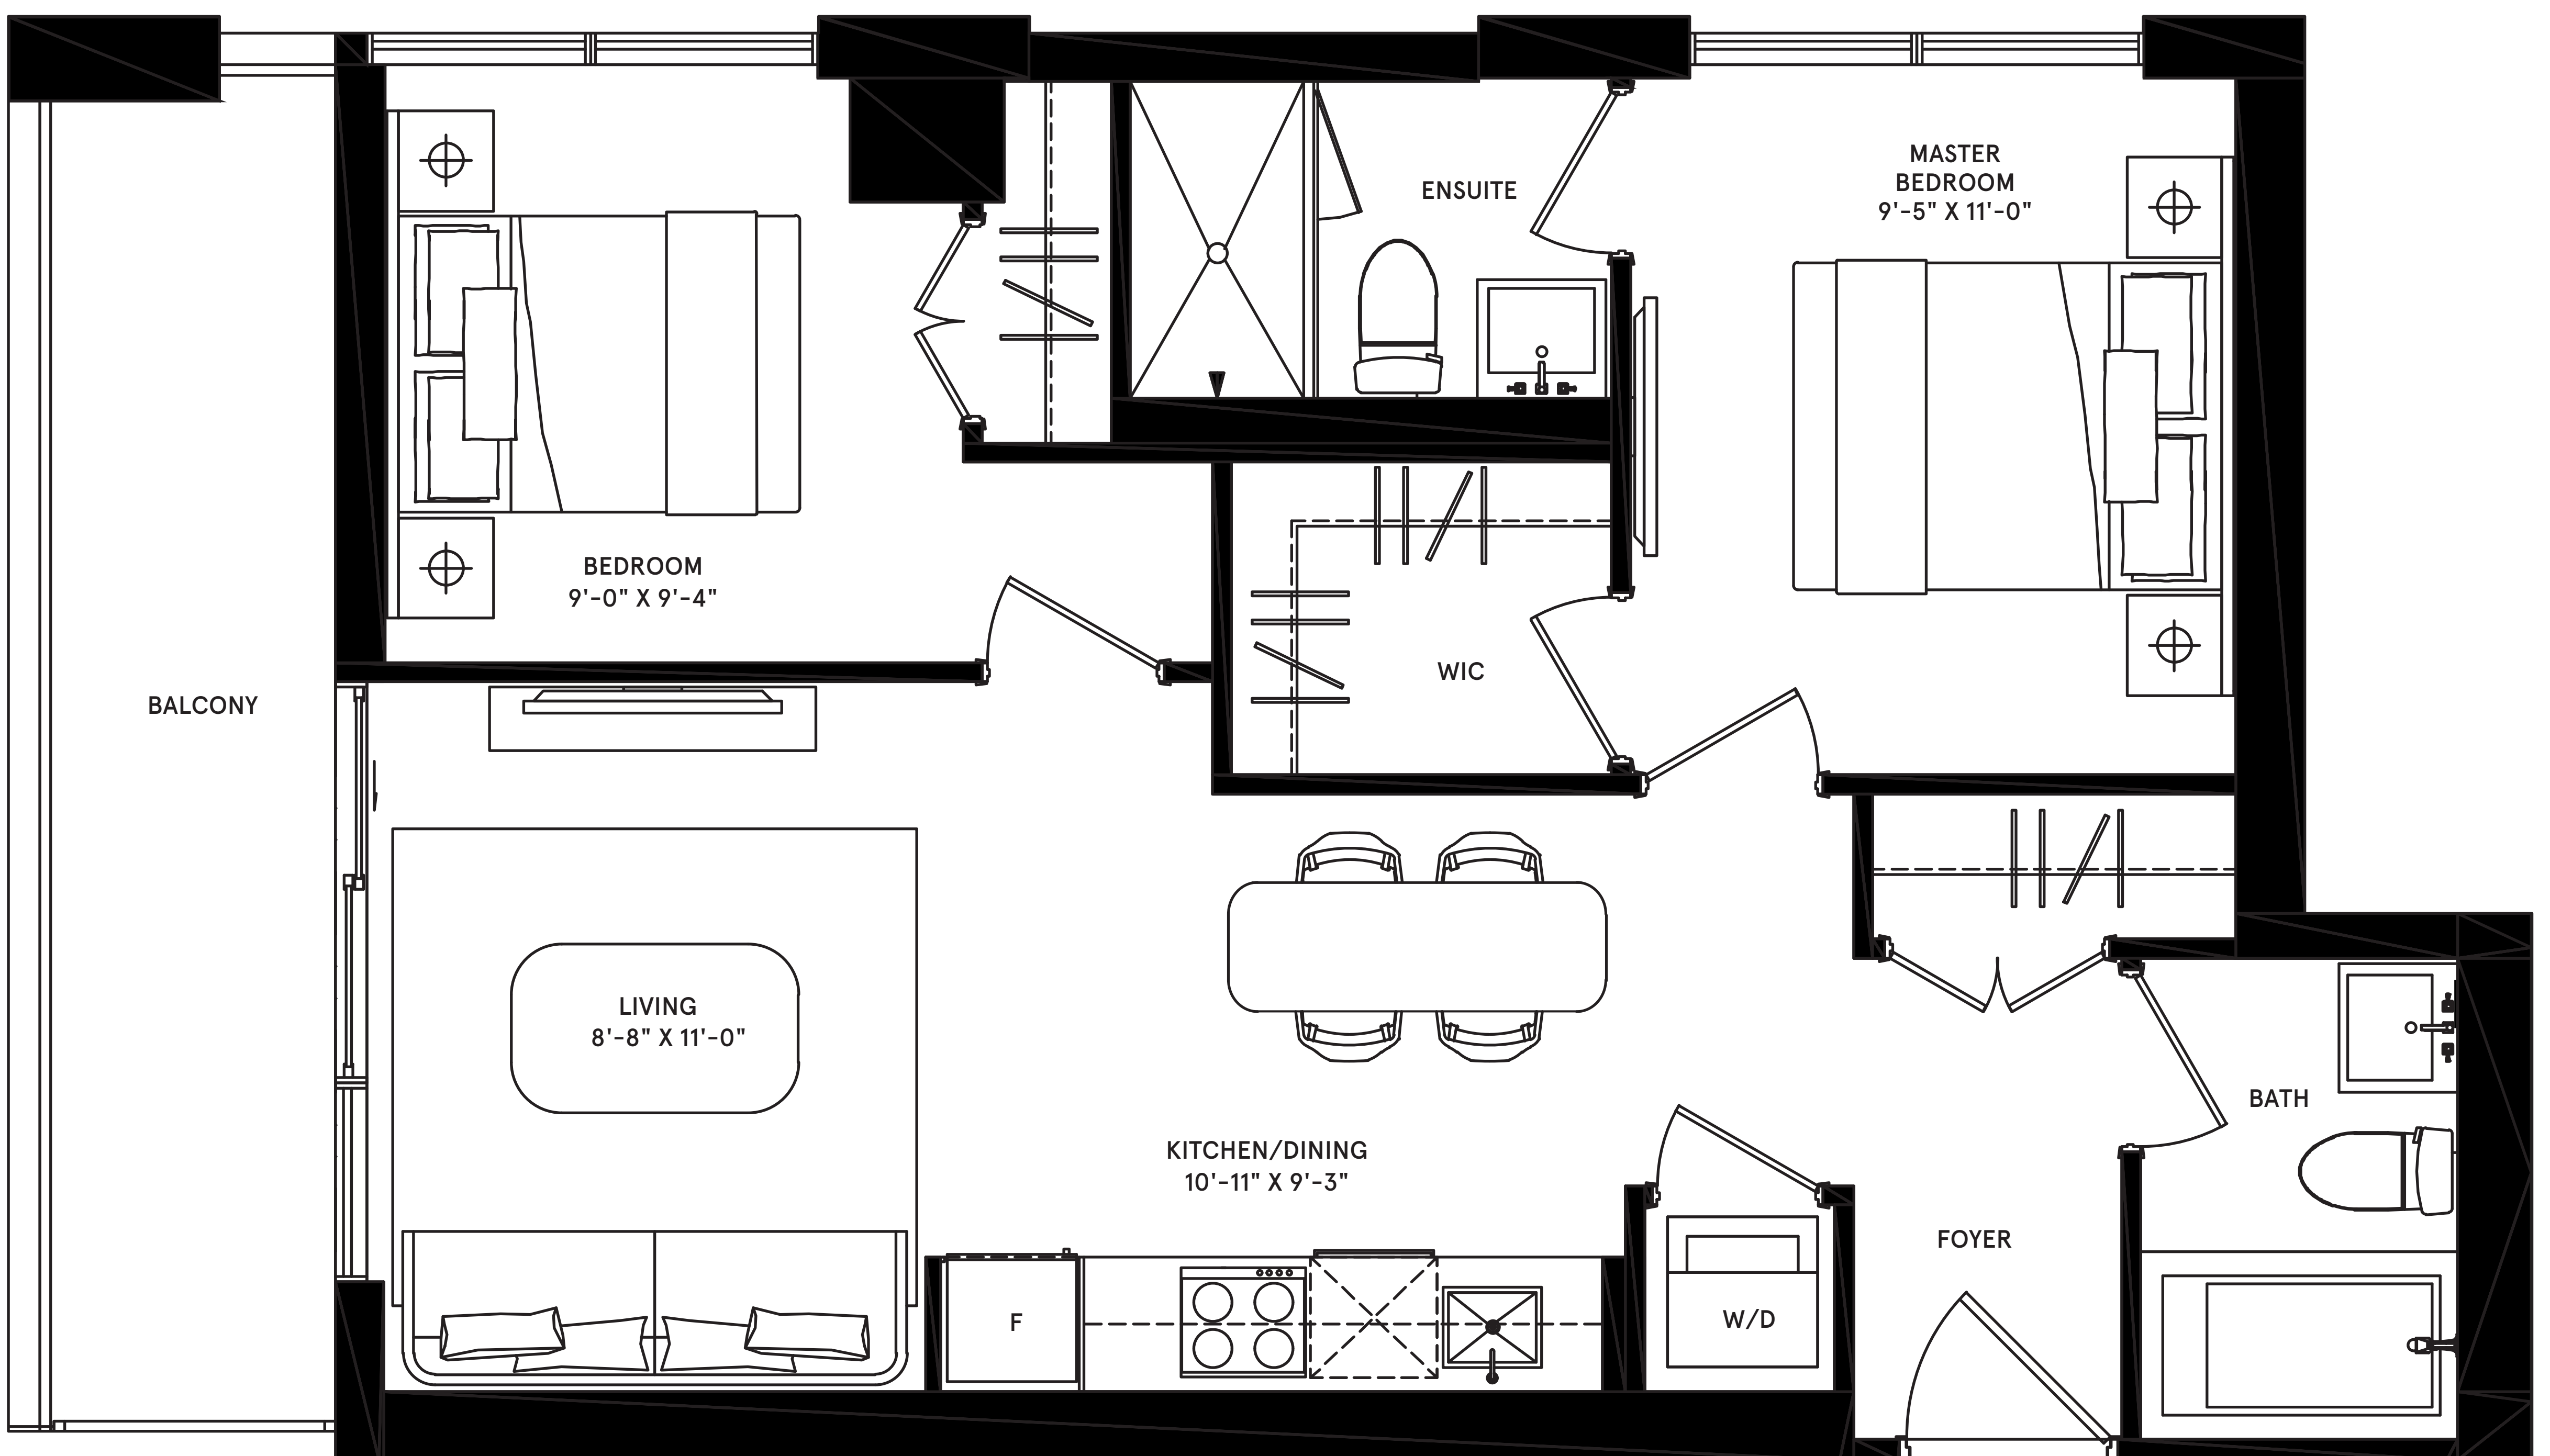 ENSUITE
MASTER
BEDROOM
9'-5" X 11'-0"
BEDROOM
9'-0" X 9'-4"
WIC
BALCONY
LIVING
8'-8" X 11'-0"
BATH
KITCHEN/DINING
10'-11" X 9'-3"
FOYER
F
W/D